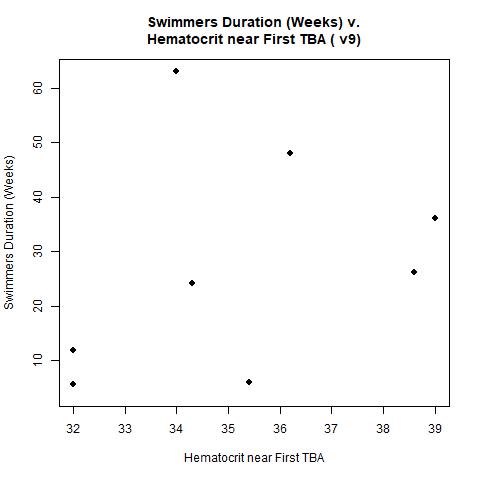 Swimmers Duration (Weeks) v.
Hematocrit near First TBA ( v9)
Swimmers Duration (Weeks)
60
50
40
30
20
10
32 33 34 35 36 37 38 39
Hematocrit near First TBA